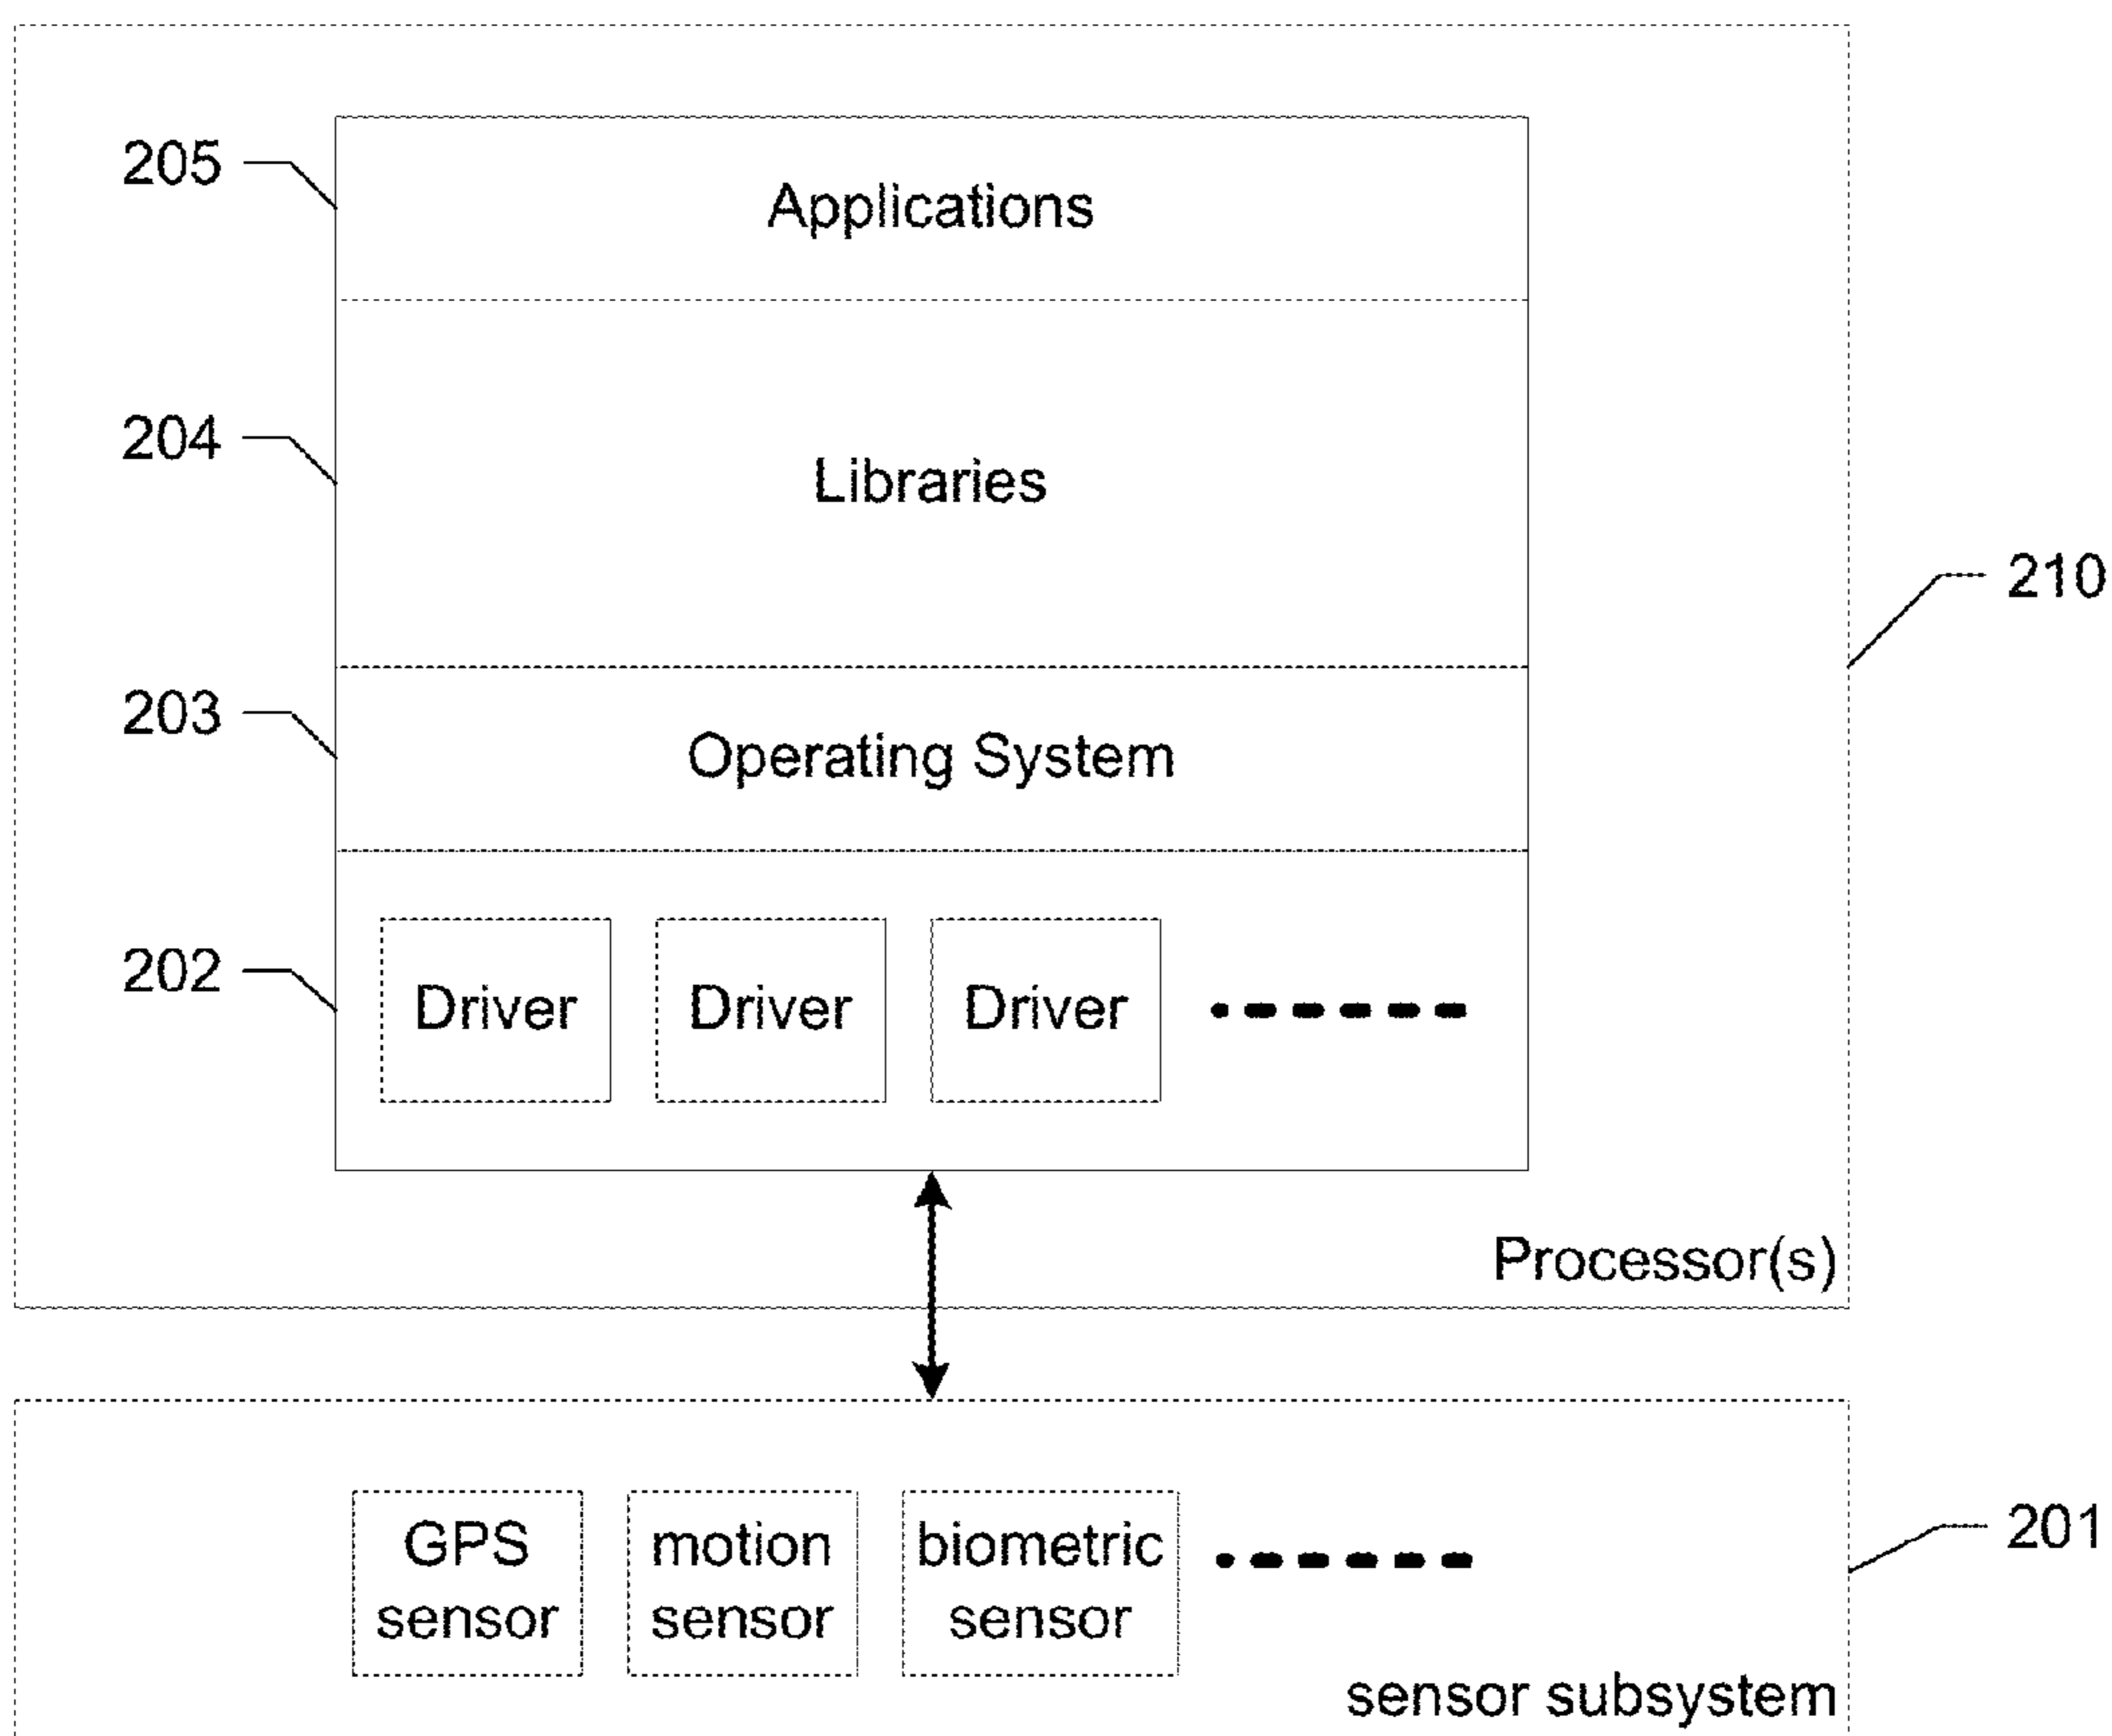 205
Applications
204
Libraries
210
203
Operating System
202
Driver Driver Driver
Processor(s)
GPS sensor
motion sensor
biometric sensor
201
sensor subsystem